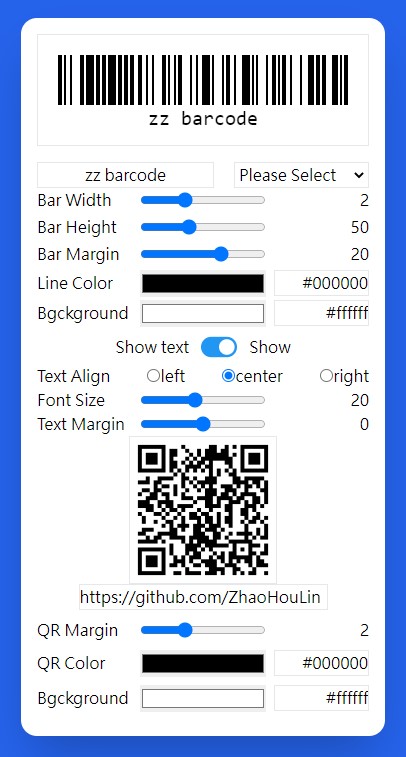 zz barcode
zz barcode Please Select
Bar Width 2
Bar Height 50
Bar Margin 20
Line Color #000000
Bgckground #ffffff
Show text Show
Text Align left center right
Font Size 20
Text Margin 0
https://github.com/ZhaoHouLin
QR Margin 2
QR Color #000000
Bgckground #ffffff